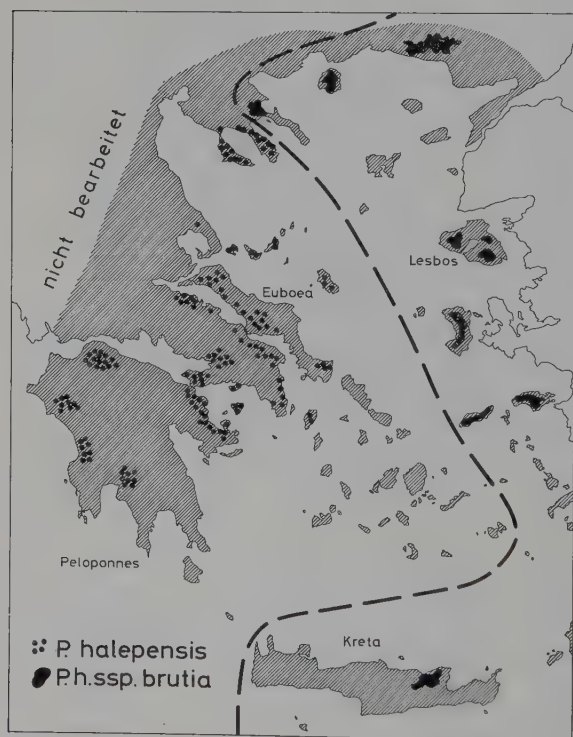 nicht bearbeitet
Lesbos
Euboea
Peloponnes
Kreta
P. halepensis
P.h.ssp. brutia